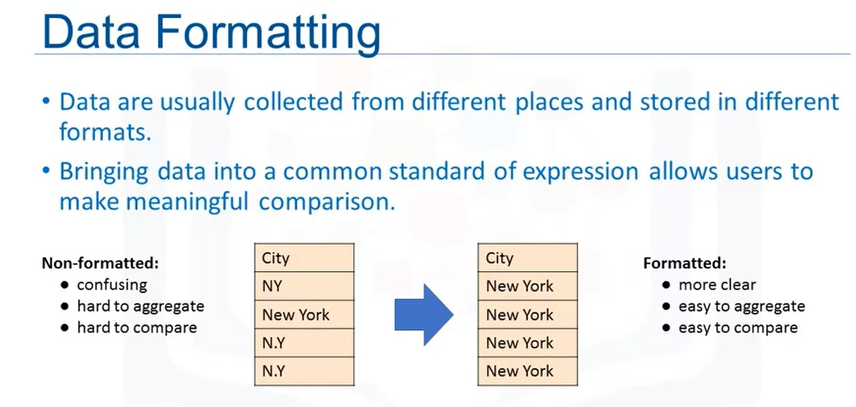 Data Formatting
• Data are usually collected from different places and stored in different
formats.
• Bringing data into a common standard of expression allows users to
make meaningful comparison.
Non-formatted:
● confusing
● hard to aggregate
● hard to compare
City
NY
New York
N.Y
N.Y
City
New York
New York
New York
New York
Formatted:
● more clear
● easy to aggregate
● easy to compare